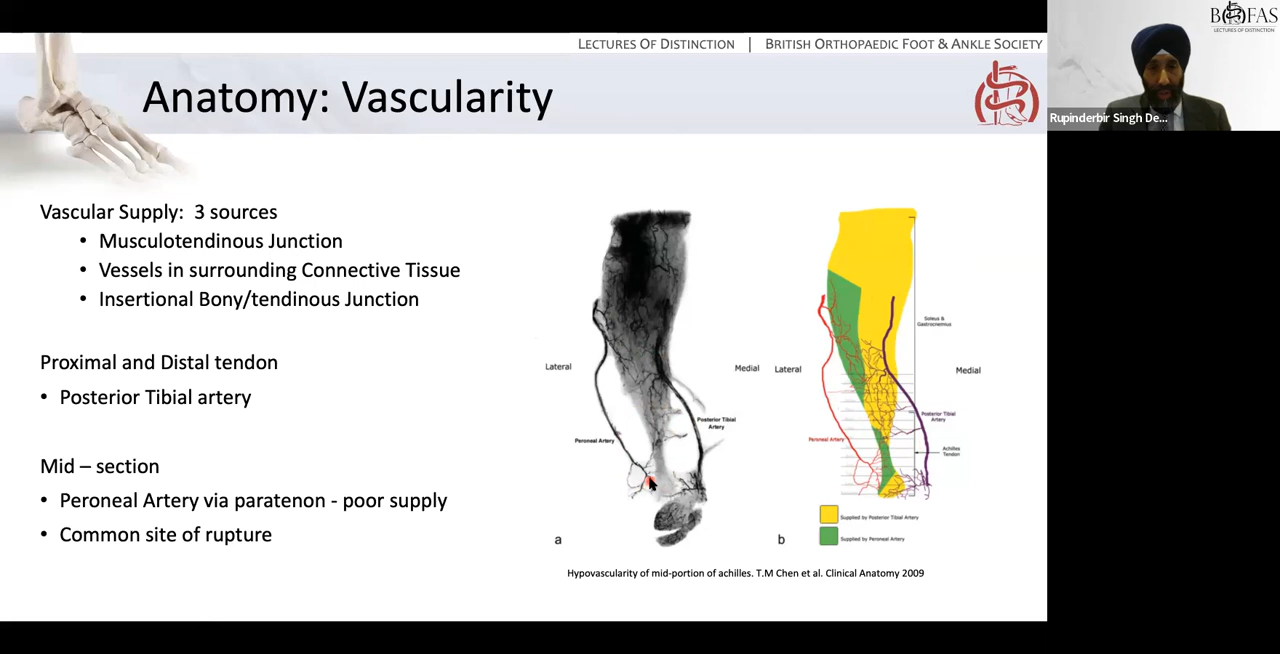 LECTURES OF DISTINCTION | BRITISH ORTHOPAEDIC FOOT & ANKLE SOCIETY
BOFAS
LECTURES OF DISTINCTION
Rupinderbir Singh De...
Anatomy: Vascularity
Vascular Supply: 3 sources
• Musculotendinous Junction
• Vessels in surrounding Connective Tissue
• Insertional Bony/tendinous Junction
Proximal and Distal tendon
• Posterior Tibial artery
Mid – section
• Peroneal Artery via paratenon - poor supply
• Common site of rupture
Lateral
Medial
Peroneal Artery
Posterior Tibial
Artery
a
Lateral
Medial
Soleus &
Gastrocnemius
Posterior Tibial
Artery
Peroneal Artery
Achilles
Tendon
Supplied by Posterior Tibial Artery
Supplied by Peroneal Artery
b
Hypovascularity of mid-portion of achilles. T.M Chen et al. Clinical Anatomy 2009